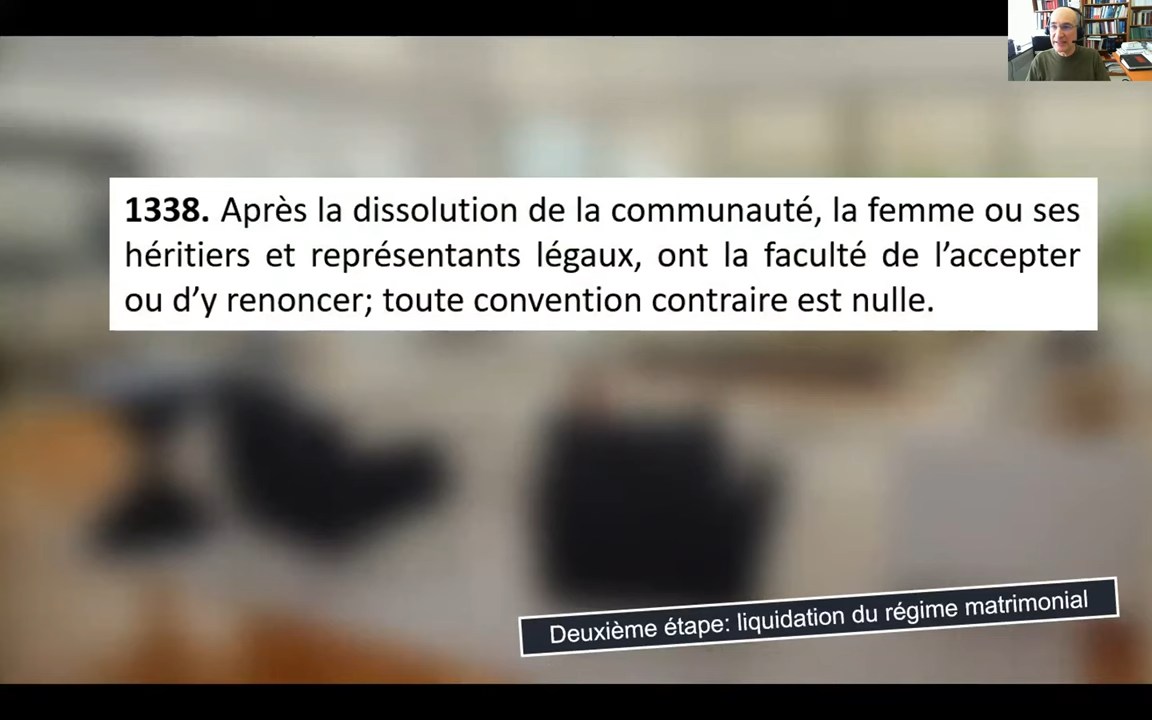 1338. Après la dissolution de la communauté, la femme ou ses
héritiers et représentants légaux, ont la faculté de l’accepter
ou d’y renoncer; toute convention contraire est nulle.
Deuxième étape: liquidation du régime matrimonial